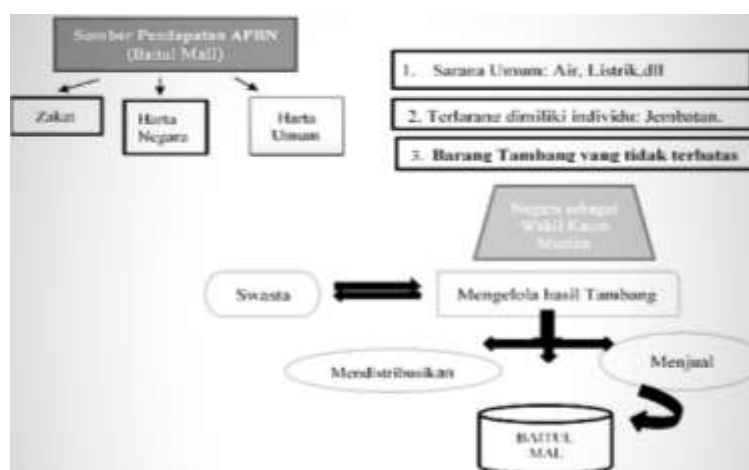 Sumber Pendapatan APBN
(Baitul Mall)
Zakat
Harta
Negara
Harta
Umum
1. Sarana Umum: Air, Listrik,dll
2. Terlarang dimiliki individu: Jembatan.
3. Barang Tambang yang tidak terbatas
Negara sebagai
Wakil Kaum
Muslim
Swasta
Mengelola hasil Tambang
Mendistribusikan
Menjual
BAITUL
MAL